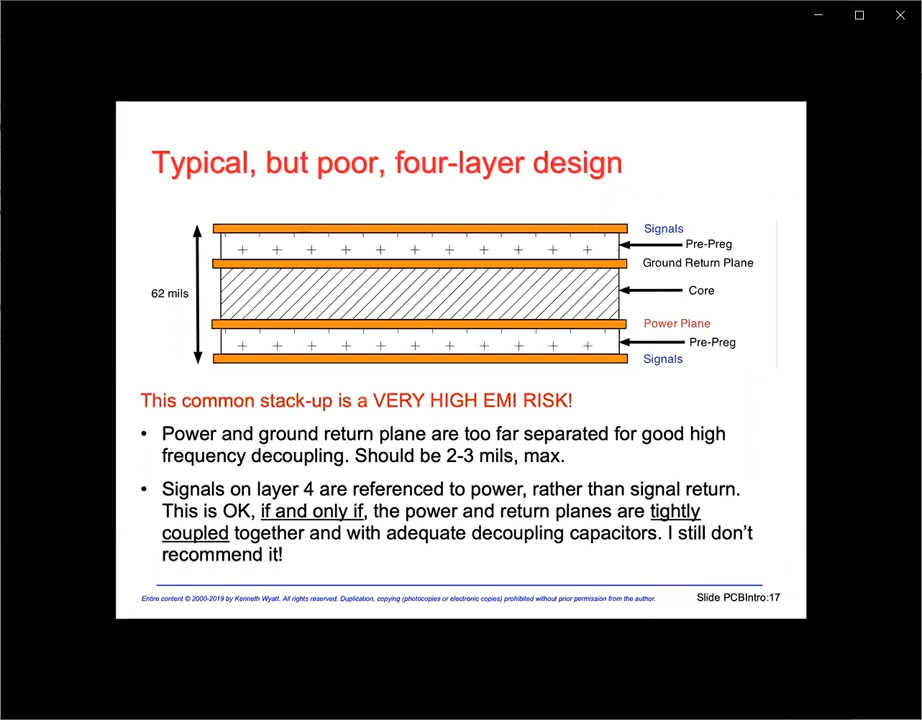 Typical, but poor, four-layer design
Signals
Pre-Preg
Ground Return Plane
62 mils
Core
Power Plane
Pre-Preg
Signals
This common stack-up is a VERY HIGH EMI RISK!
• Power and ground return plane are too far separated for good high
frequency decoupling. Should be 2-3 mils, max.
• Signals on layer 4 are referenced to power, rather than signal return.
This is OK, if and only if, the power and return planes are tightly
coupled together and with adequate decoupling capacitors. I still don't
recommend it!
Entire content © 2000-2019 by Kenneth Wyatt. All rights reserved. Duplication, copying (photocopies or electronic copies) prohibited without prior permission from the author.
Slide PCBIntro:17